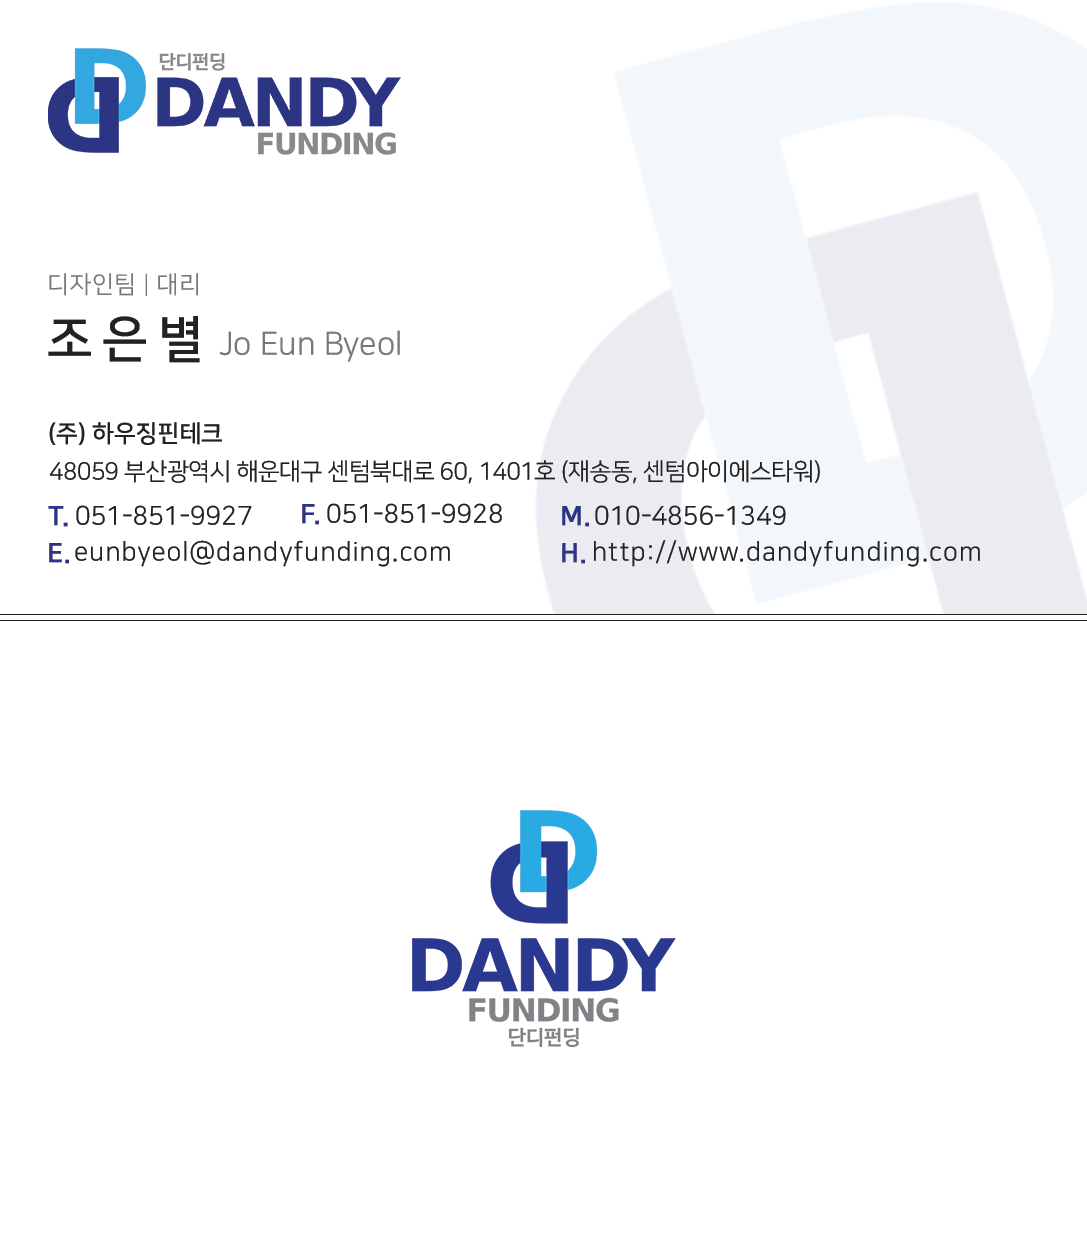 단디펀딩
DANDY
FUNDING
디자인팀 | 대리
조은별 Jo Eun Byeol
(주) 하우징핀테크
48059 부산광역시 해운대구 센텀북대로 60, 1401호 (재송동, 센텀아이에스타워)
T. 051-851-9927 F. 051-851-9928 M. 010-4856-1349
E. eunbyeol@dandyfunding.com H. http://www.dandyfunding.com
DANDY
FUNDING
단디펀딩